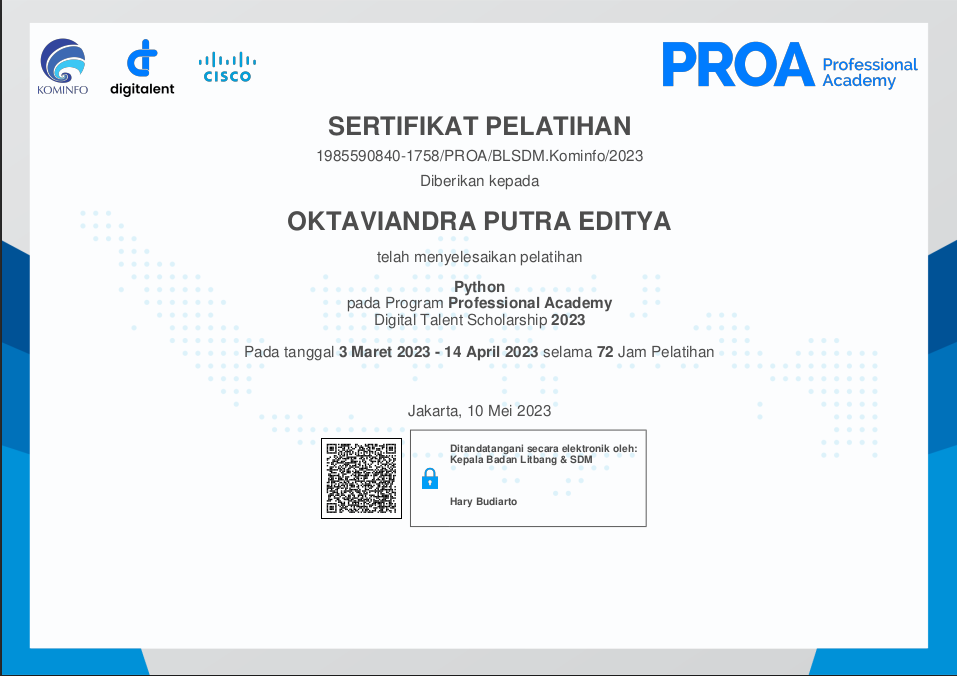 KOMINFO
digitalent
CISCO
PROA Professional
Academy
SERTIFIKAT PELATIHAN
1985590840-1758/PROA/BLSDM.Kominfo/2023
Diberikan kepada
OKTAVIANDRA PUTRA EDITYA
telah menyelesaikan pelatihan
Python
pada Program Professional Academy
Digital Talent Scholarship 2023
Pada tanggal 3 Maret 2023 - 14 April 2023 selama 72 Jam Pelatihan
Jakarta, 10 Mei 2023
Ditandatangani secara elektronik oleh:
Kepala Badan Litbang & SDM
Hary Budiarto